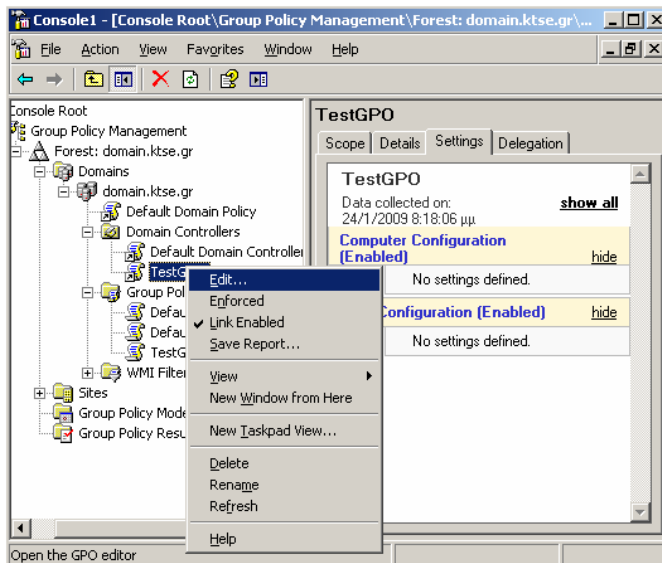 Console1 - [Console Root\Group Policy Management\Forest: domain.ktse.gr\...
File Action View Favorites Window Help
Console Root
Group Policy Management
Forest: domain.ktse.gr
Domains
domain.ktse.gr
Default Domain Policy
Domain Controllers
Default Domain Controller
TestG
Group Pol
Defau
Defau
TestG
WMI Filter
Sites
Group Policy Mode
Group Policy Resu
Edit...
Enforced
Link Enabled
Save Report...
View
New Window from Here
New Taskpad View...
Delete
Rename
Refresh
Help
TestGPO
Scope Details Settings Delegation
TestGPO
Data collected on:
24/1/2009 8:18:06 μμ
show all
Computer Configuration
(Enabled)
hide
No settings defined.
Configuration (Enabled)
hide
No settings defined.
Open the GPO editor